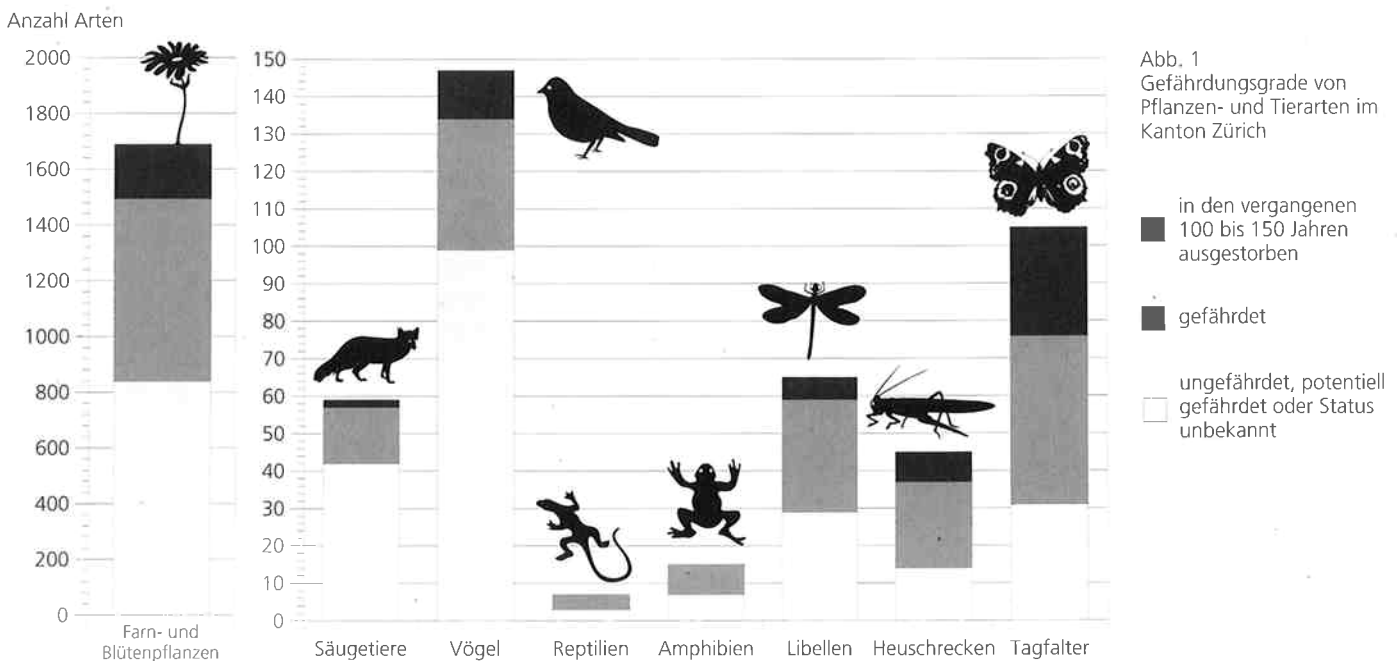 Anzahl Arten
2000
1800
1600
1400
1200
1000
800
600
400
200
0
Farn- und
Blütenpflanzen
150
140
130
120
110
100
90
80
70
60
50
40
30
20
10
0
Säugetiere
Vögel
Reptilien
Amphibien
Libellen
Heuschrecken
Tagfalter
Abb. 1
Gefährdungsgrade von
Pflanzen- und Tierarten im
Kanton Zürich
in den vergangenen
100 bis 150 Jahren
ausgestorben
gefährdet
ungefährdet, potentiell
gefährdet oder Status
unbekannt